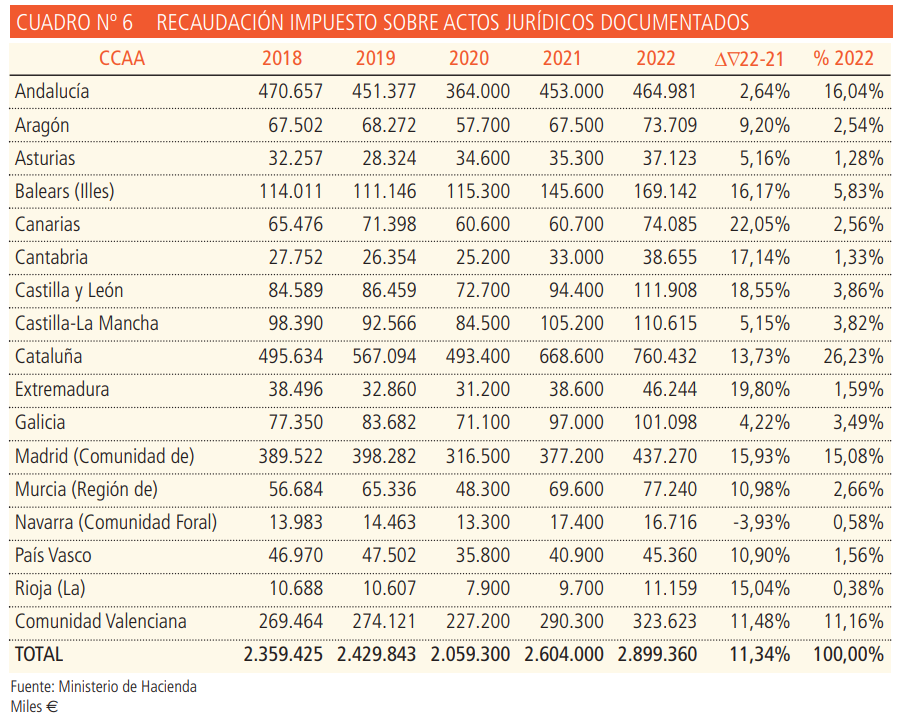 CUADRO Nº 6 RECAUDACIÓN IMPUESTO SOBRE ACTOS JURÍDICOS DOCUMENTADOS
CCAA 2018 2019 2020 2021 2022 Δ∇22-21 % 2022
Andalucía 470.657 451.377 364.000 453.000 464.981 2,64% 16,04%
Aragón 67.502 68.272 57.700 67.500 73.709 9,20% 2,54%
Asturias 32.257 28.324 34.600 35.300 37.123 5,16% 1,28%
Balears (Illes) 114.011 111.146 115.300 145.600 169.142 16,17% 5,83%
Canarias 65.476 71.398 60.600 60.700 74.085 22,05% 2,56%
Cantabria 27.752 26.354 25.200 33.000 38.655 17,14% 1,33%
Castilla y León 84.589 86.459 72.700 94.400 111.908 18,55% 3,86%
Castilla-La Mancha 98.390 92.566 84.500 105.200 110.615 5,15% 3,82%
Cataluña 495.634 567.094 493.400 668.600 760.432 13,73% 26,23%
Extremadura 38.496 32.860 31.200 38.600 46.244 19,80% 1,59%
Galicia 77.350 83.682 71.100 97.000 101.098 4,22% 3,49%
Madrid (Comunidad de) 389.522 398.282 316.500 377.200 437.270 15,93% 15,08%
Murcia (Región de) 56.684 65.336 48.300 69.600 77.240 10,98% 2,66%
Navarra (Comunidad Foral) 13.983 14.463 13.300 17.400 16.716 -3,93% 0,58%
País Vasco 46.970 47.502 35.800 40.900 45.360 10,90% 1,56%
Rioja (La) 10.688 10.607 7.900 9.700 11.159 15,04% 0,38%
Comunidad Valenciana 269.464 274.121 227.200 290.300 323.623 11,48% 11,16%
TOTAL 2.359.425 2.429.843 2.059.300 2.604.000 2.899.360 11,34% 100,00%
Fuente: Ministerio de Hacienda
Miles €